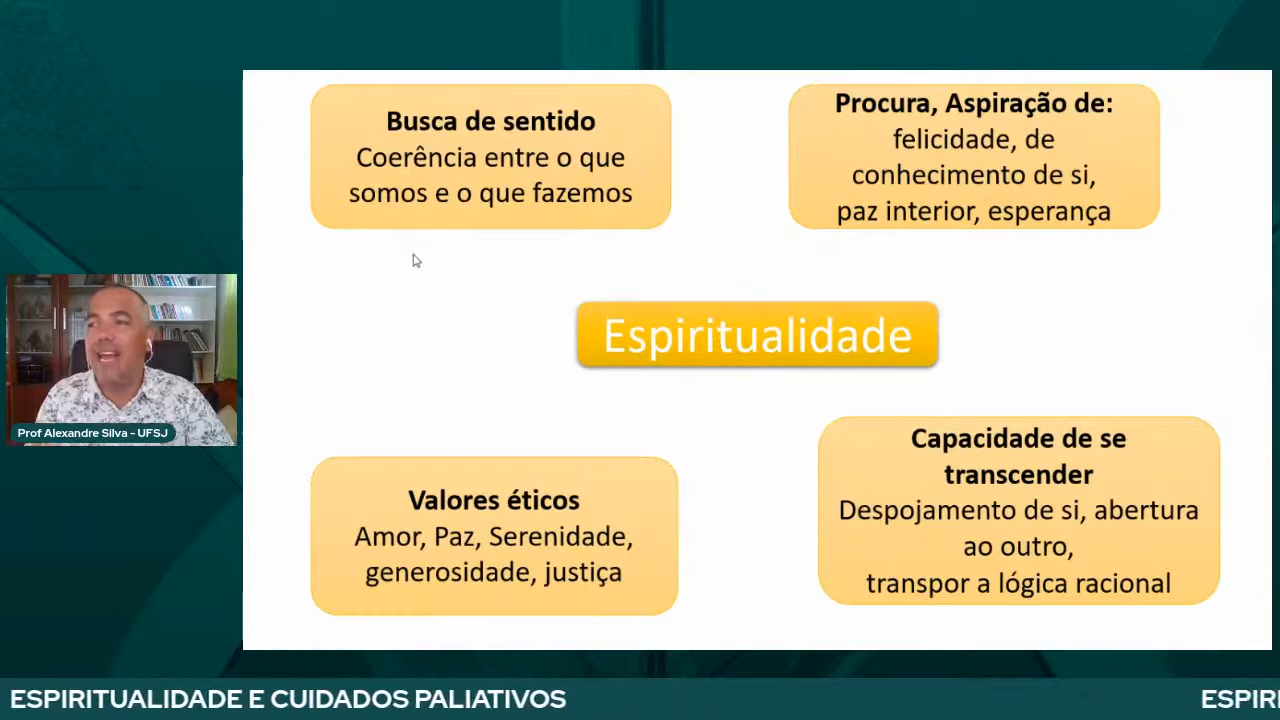 Busca de sentido
Coerência entre o que
somos e o que fazemos
Procura, Aspiração de:
felicidade, de
conhecimento de si,
paz interior, esperança
Espiritualidade
Prof Alexandre Silva - UFSJ
Valores éticos
Amor, Paz, Serenidade,
generosidade, justiça
Capacidade de se
transcender
Despojamento de si, abertura
ao outro,
transpor a lógica racional
ESPIRITUALIDADE E CUIDADOS PALIATIVOS
ESPIRI